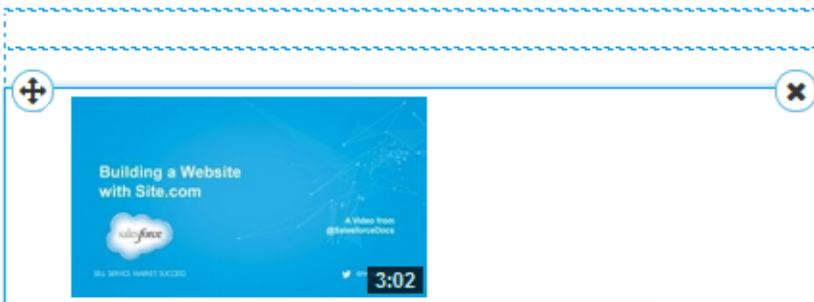 Building a Website
with Site.com
salesforce
A Video from
@SalesforceDocs
SELL SERVICE MARKET SUCCEED
3:02